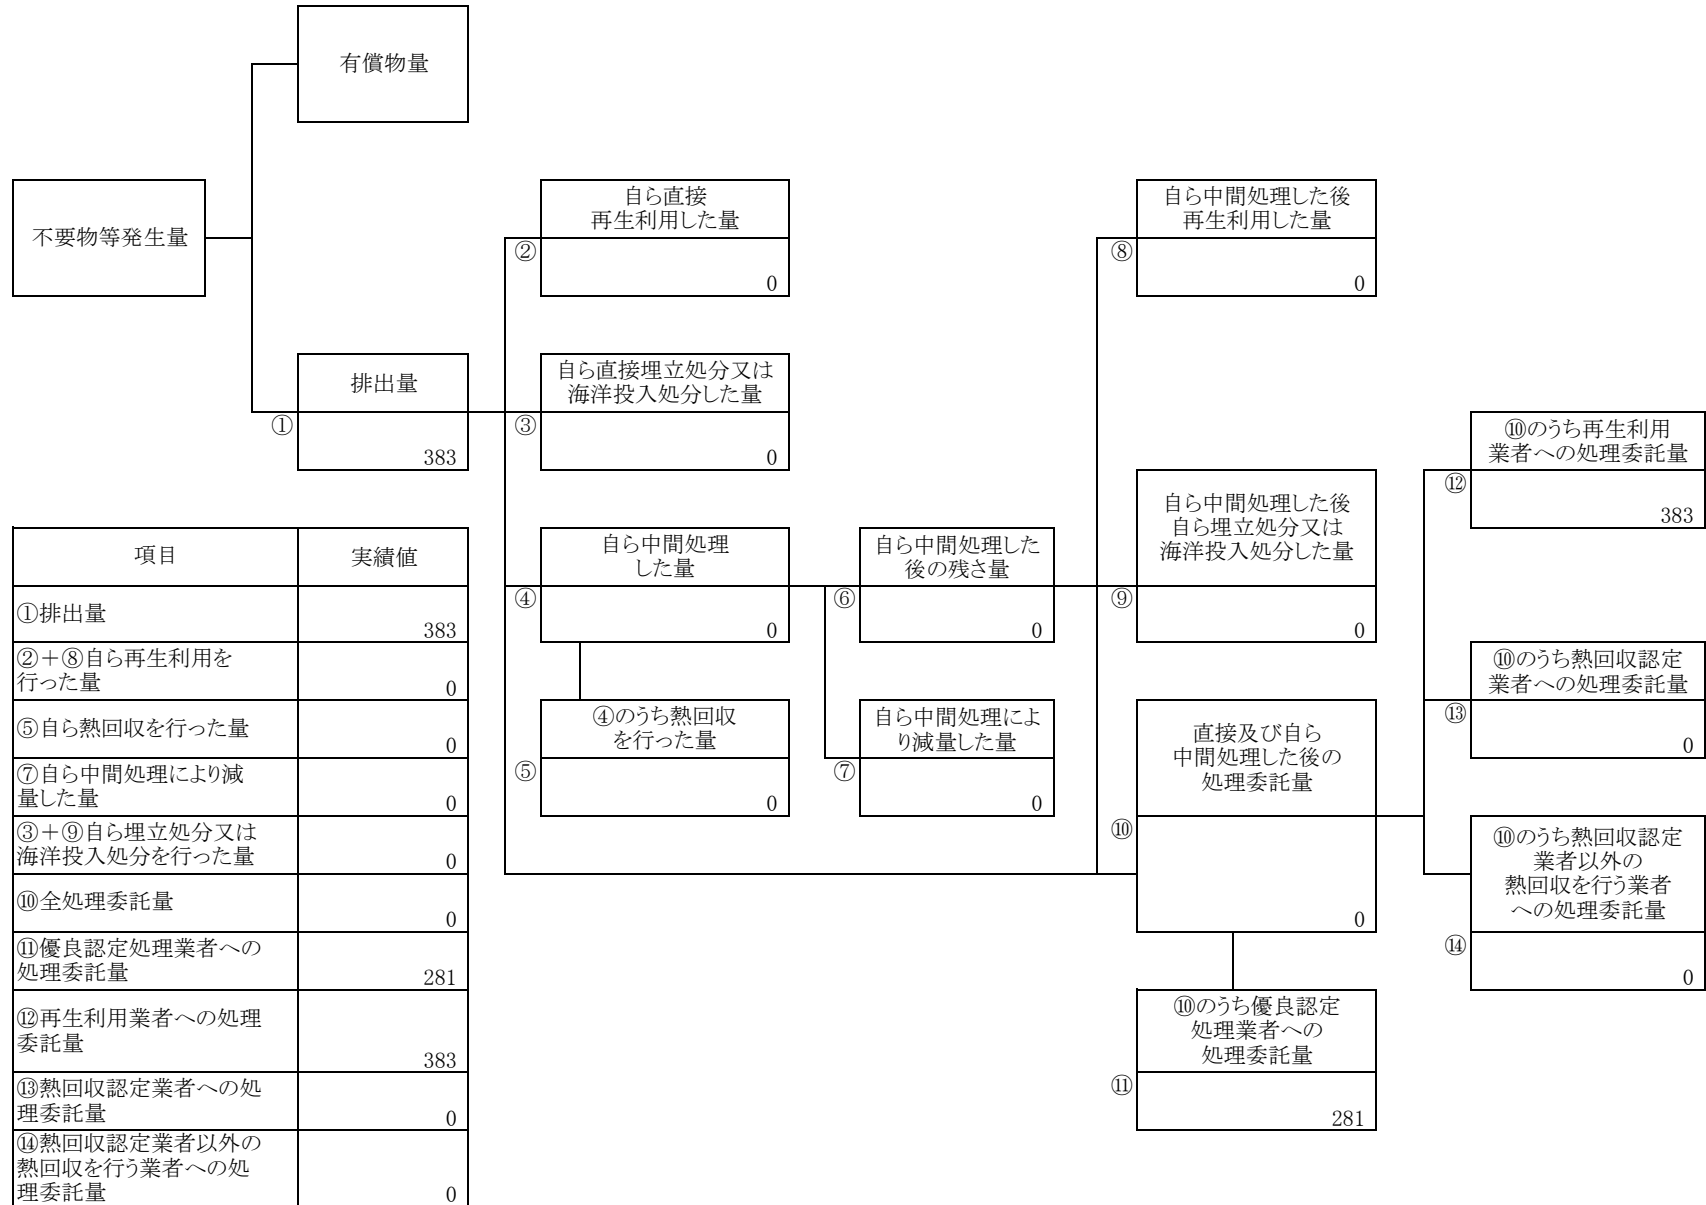 有償物量
不要物等発生量
自ら直接
再生利用した量
②
0
自ら中間処理した後
再生利用した量
⑧
0
排出量
①
383
自ら直接埋立処分又は
海洋投入処分した量
③
0
⑩のうち再生利用
業者への処理委託量
⑫
383
自ら中間処理
した量
④
0
自ら中間処理した
後の残さ量
⑥
0
自ら中間処理した後
自ら埋立処分又は
海洋投入処分した量
⑨
0
⑩のうち熱回収認定
業者への処理委託量
⑬
0
④のうち熱回収
を行った量
⑤
0
自ら中間処理によ
り減量した量
⑦
0
直接及び自ら
中間処理した後の
処理委託量
⑩
0
⑩のうち熱回収認定
業者以外の
熱回収を行う業者
への処理委託量
⑭
0
⑩のうち優良認定
処理業者への
処理委託量
⑪
281
項目 実績値
①排出量
383
②＋⑧自ら再生利用を
行った量
0
⑤自ら熱回収を行った量
0
⑦自ら中間処理により減
量した量
0
③＋⑨自ら埋立処分又は
海洋投入処分を行った量
0
⑩全処理委託量
0
⑪優良認定処理業者への
処理委託量
281
⑫再生利用業者への処理
委託量
383
⑬熱回収認定業者への処
理委託量
0
⑭熱回収認定業者以外の
熱回収を行う業者への処
理委託量
0